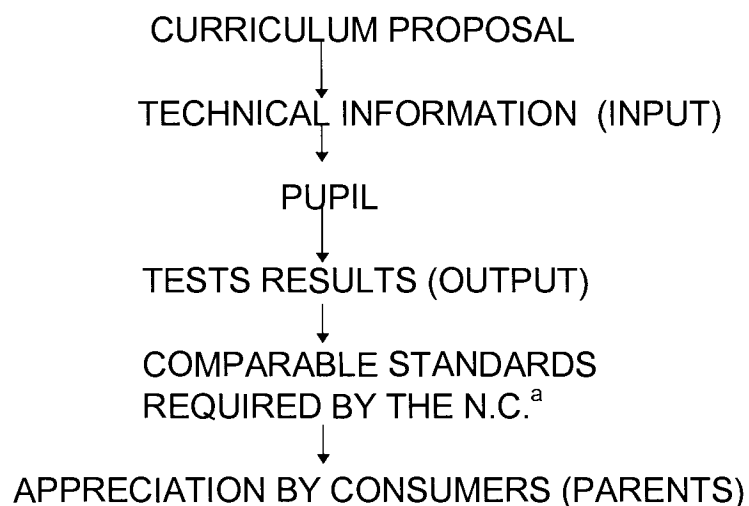 CURRICULUM PROPOSAL
TECHNICAL INFORMATION (INPUT)
PUPIL
TESTS RESULTS (OUTPUT)
COMPARABLE STANDARDS
REQUIRED BY THE N.C.a
APPRECIATION BY CONSUMERS (PARENTS)